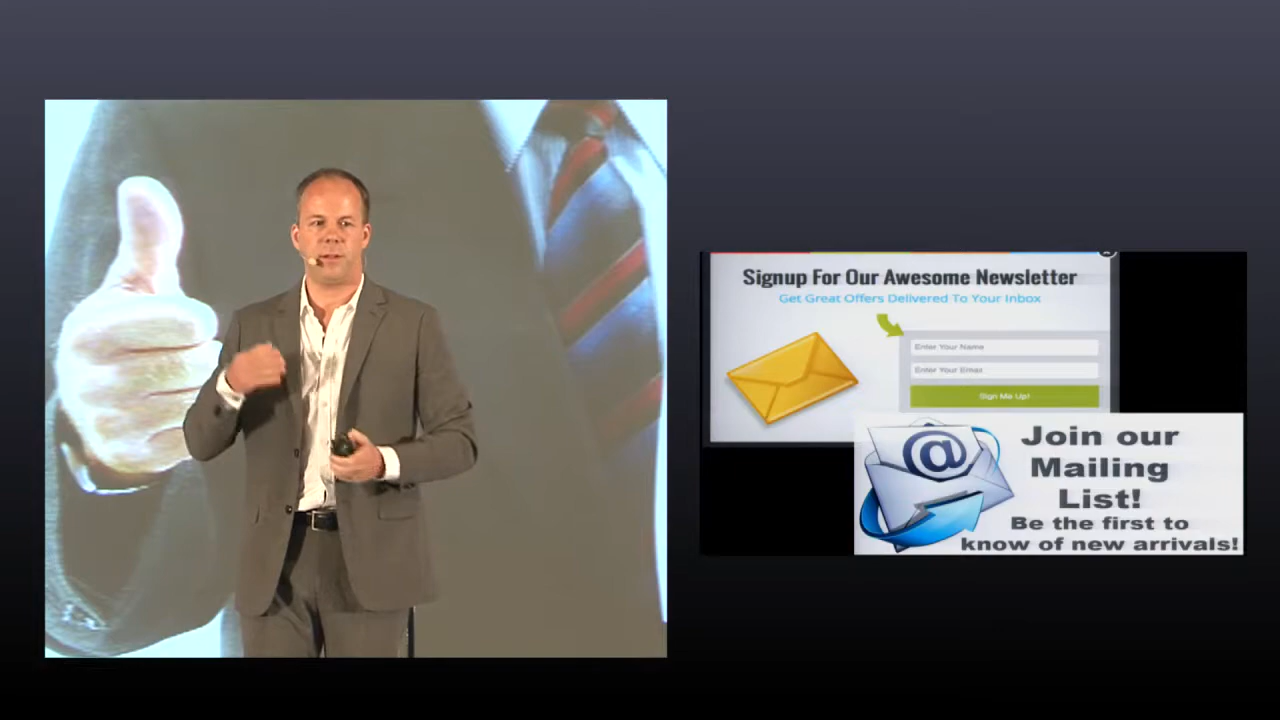 Signup For Our Awesome Newsletter
Get Great Offers Delivered To Your Inbox
Enter Your Name
Enter Your Email
Sign Me Up!
Join our
Mailing
List!
Be the first to
know of new arrivals!